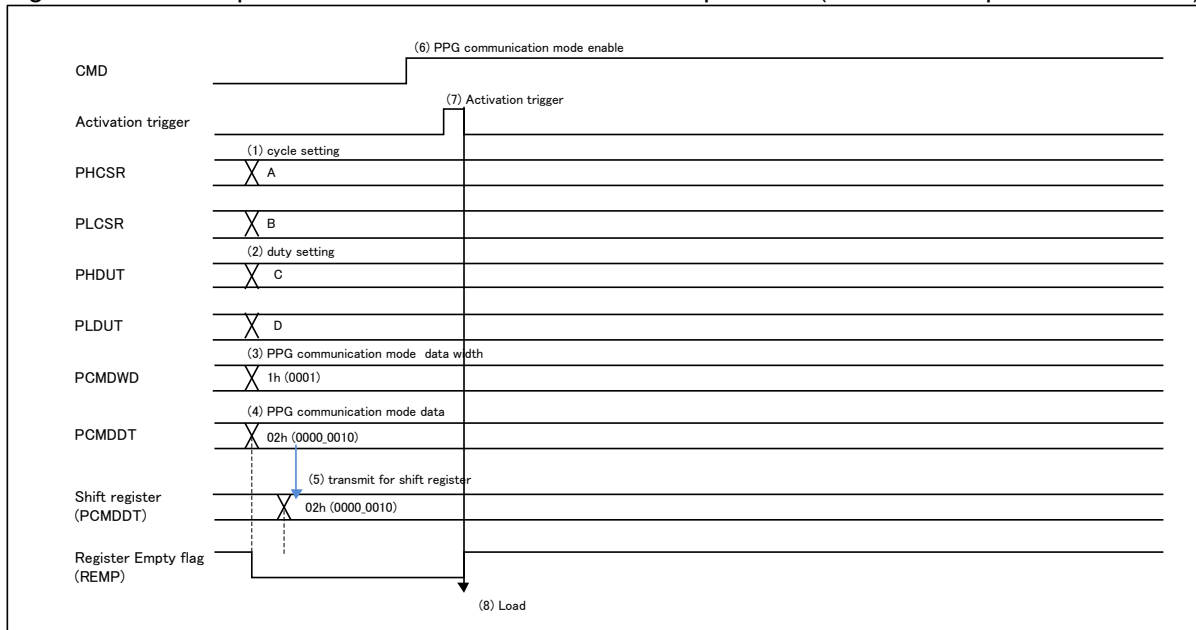 (6) PPG communication mode enable
CMD
(7) Activation trigger
Activation trigger
(1) cycle setting
PHCSR
A
PLCSR
B
(2) duty setting
PHDUT
C
PLDUT
D
(3) PPG communication mode data width
PCMDWD
1h (0001)
(4) PPG communication mode data
PCMDDT
02h (0000_0010)
(5) transmit for shift register
Shift register
(PCMDDT)
02h (0000_0010)
Register Empty flag
(REMP)
(8) Load